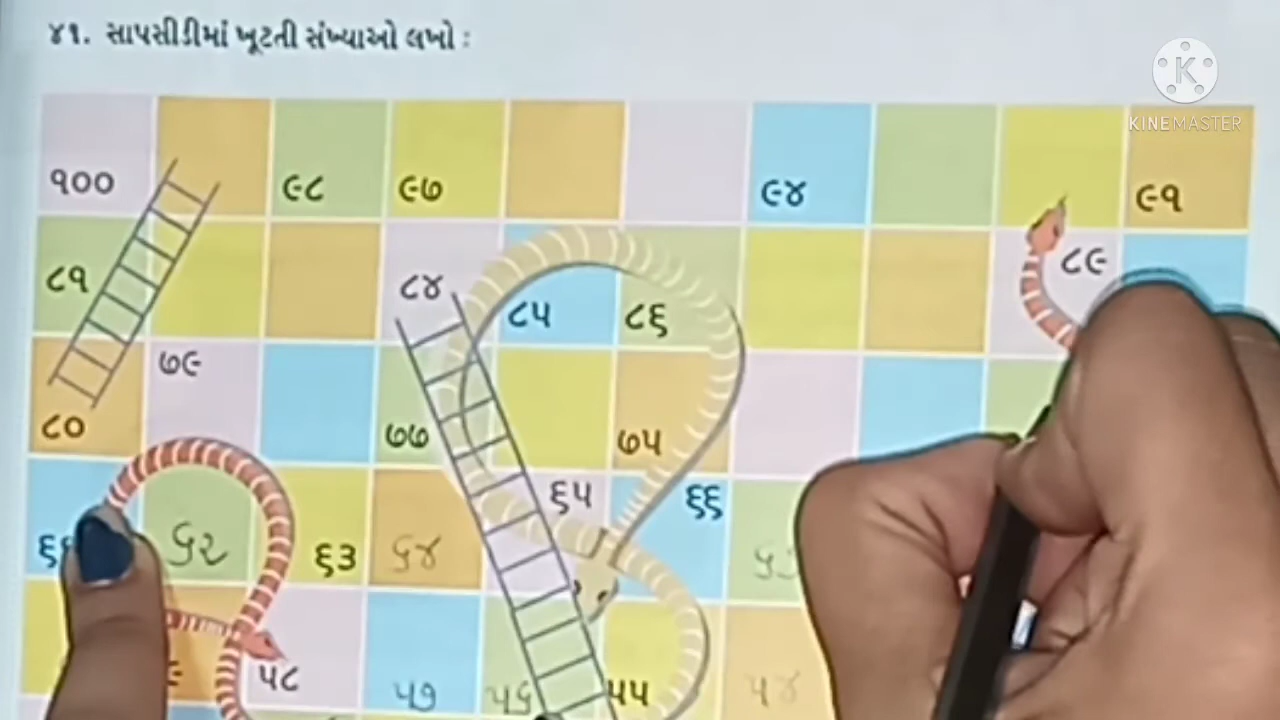 ૪૧. સાપસીડીમાં ખૂટતી સંખ્યાઓ લખો :
KINEMASTER
૧૦૦ ૯૮ ૯૭ ૯૪ ૯૧
૮૧ ૮૪ ૮૫ ૮૬ ૮૯
૮૦ ૭૯ ૭૭ ૭૫
૬૨ ૬૩ ૬૪ ૬૫ ૬૬
૫૮ ૫૭ ૫૬ ૫૫ ૫૪